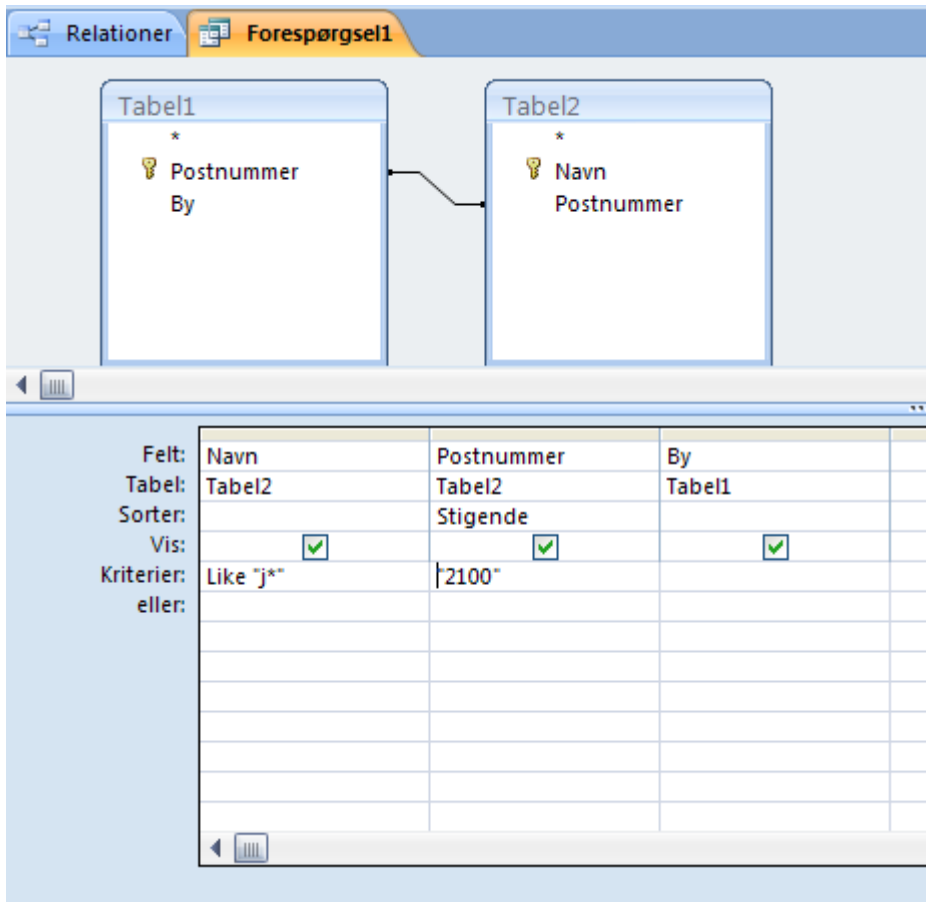 Relationer Forespørgsel1
Tabel1 Tabel2
* *
Postnummer Navn
By Postnummer
Felt: Navn Postnummer By
Tabel: Tabel2 Tabel2 Tabel1
Sorter: Stigende
Vis:
Kriterier: Like "j*" "2100"
eller: